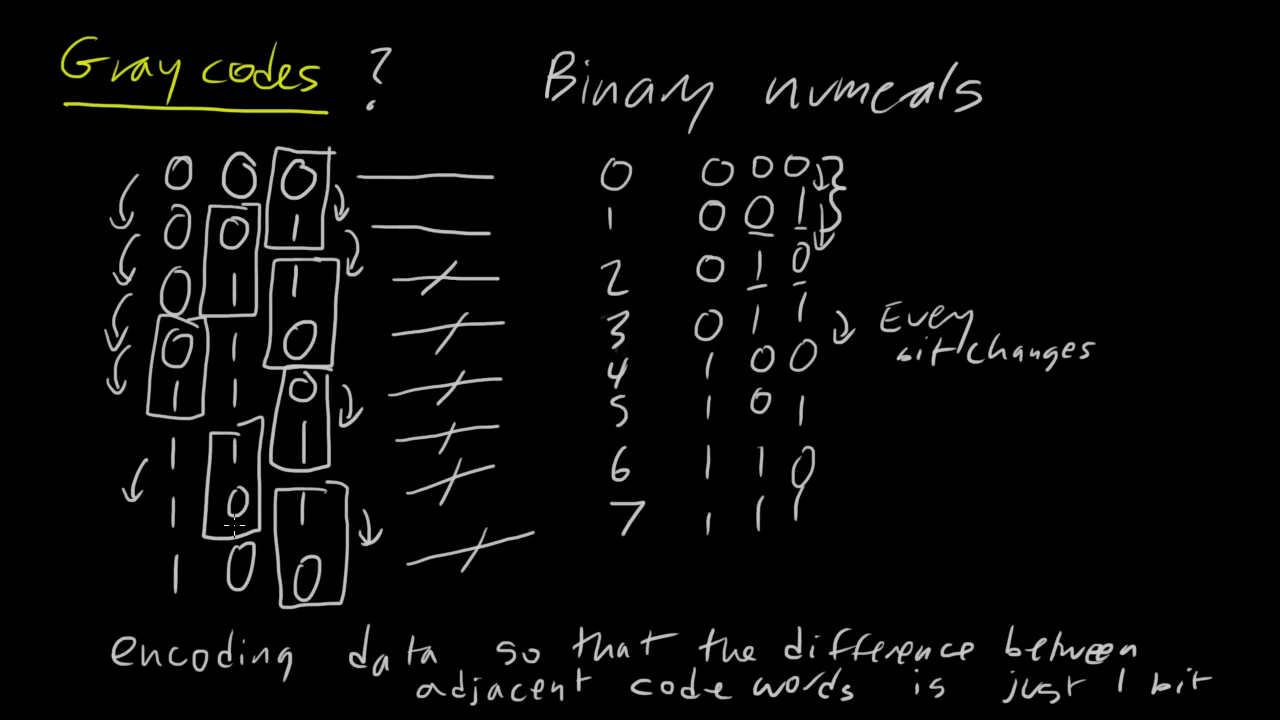 Gray codes ? Binary numerals
0 0 0 0 0 0 0
0 0 1 1 0 0 1
0 1 1 2 0 1 0
0 1 0 3 0 1 1 Every
bit changes
1 1 0 4 1 0 0
1 1 1 5 1 0 1
1 0 1 6 1 1 0
1 0 0 7 1 1 1
encoding data so that the difference between
adjacent code words is just 1 bit